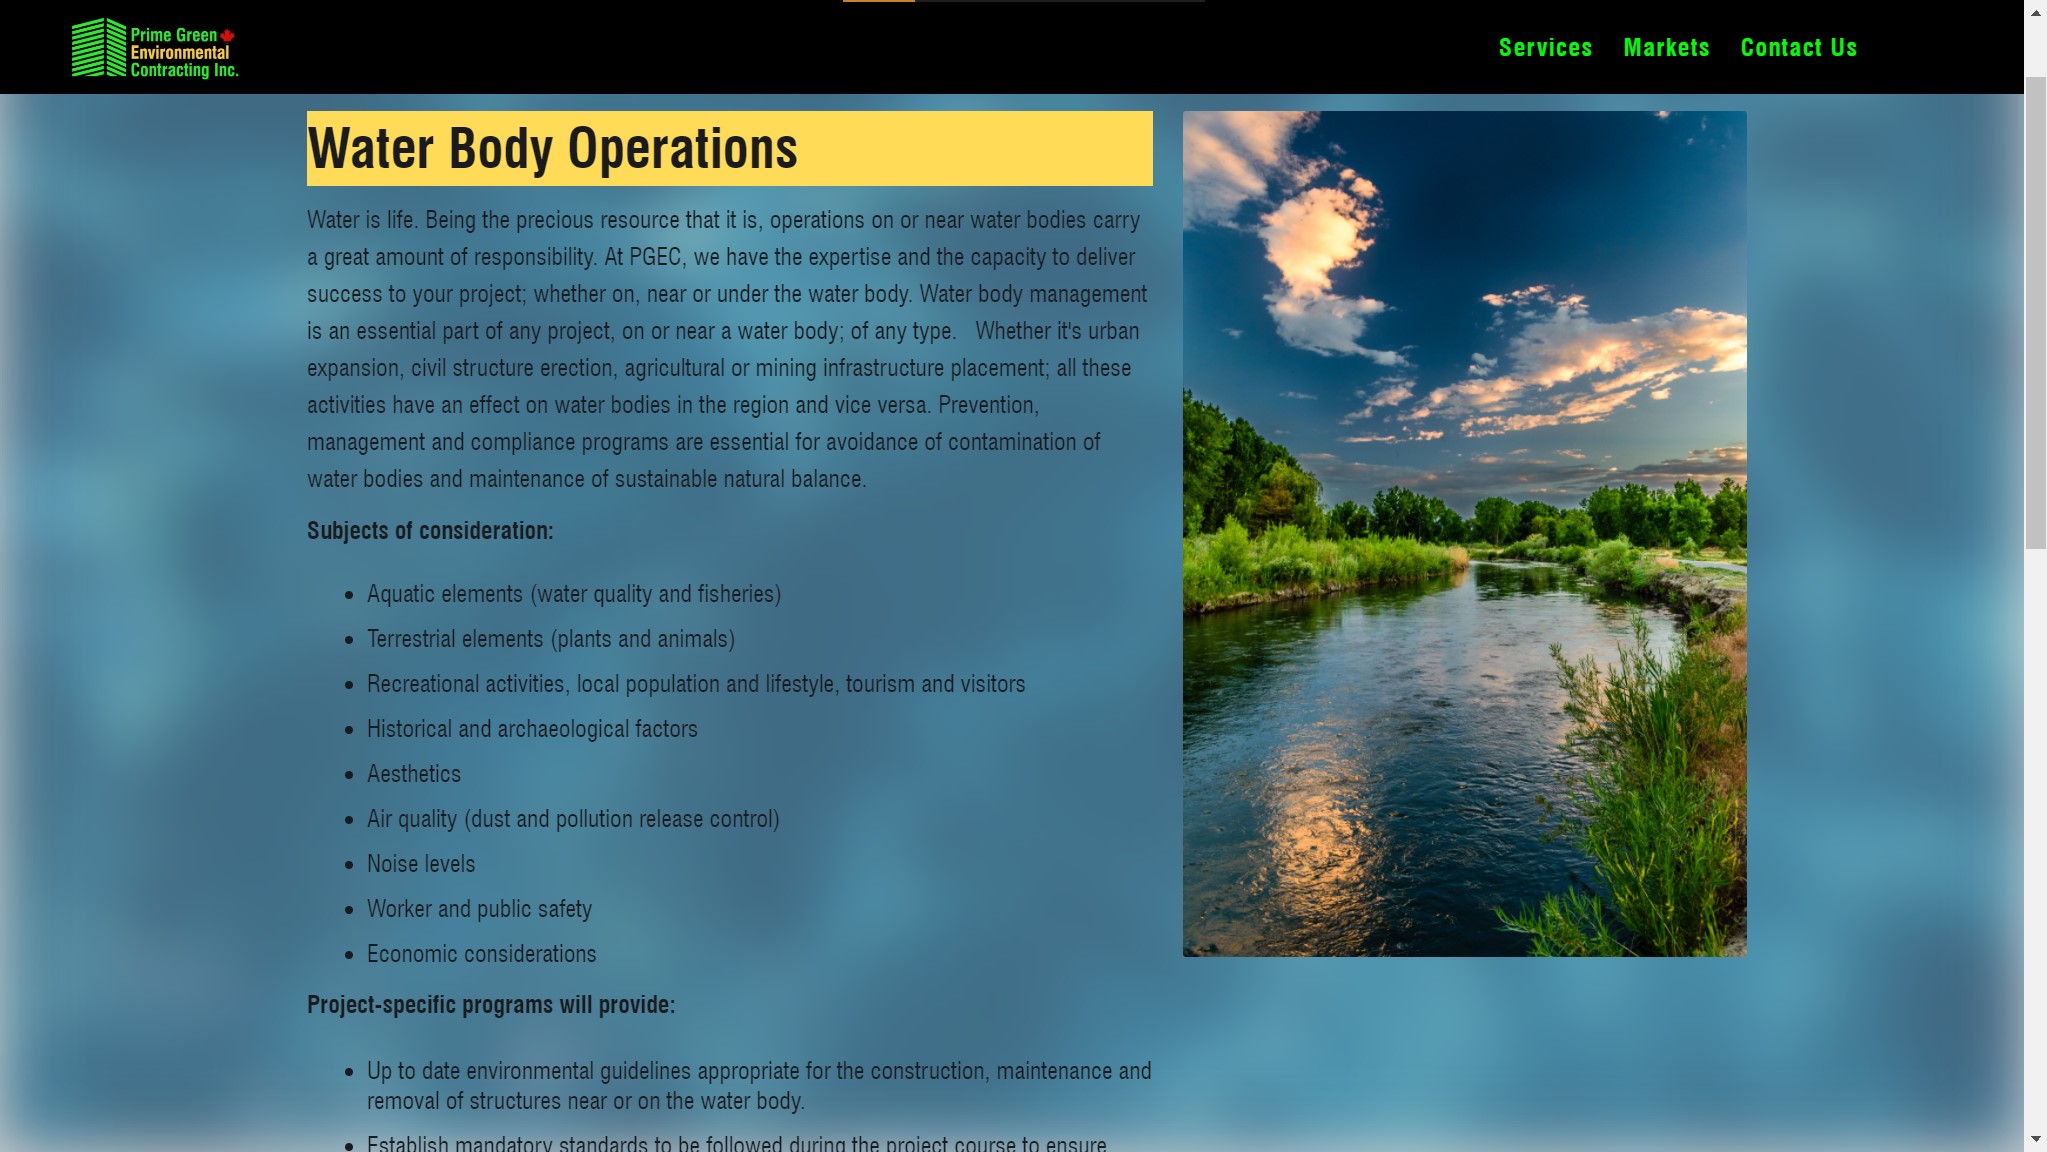 Prime Green
Environmental
Contracting Inc.
Services Markets Contact Us
Water Body Operations
Water is life. Being the precious resource that it is, operations on or near water bodies carry
a great amount of responsibility. At PGEC, we have the expertise and the capacity to deliver
success to your project; whether on, near or under the water body. Water body management
is an essential part of any project, on or near a water body; of any type.   Whether it's urban
expansion, civil structure erection, agricultural or mining infrastructure placement; all these
activities have an effect on water bodies in the region and vice versa. Prevention,
management and compliance programs are essential for avoidance of contamination of
water bodies and maintenance of sustainable natural balance.
Subjects of consideration:
• Aquatic elements (water quality and fisheries)
• Terrestrial elements (plants and animals)
• Recreational activities, local population and lifestyle, tourism and visitors
• Historical and archaeological factors
• Aesthetics
• Air quality (dust and pollution release control)
• Noise levels
• Worker and public safety
• Economic considerations
Project-specific programs will provide:
• Up to date environmental guidelines appropriate for the construction, maintenance and
removal of structures near or on the water body.
• Establish mandatory standards to be followed during the project course to ensure